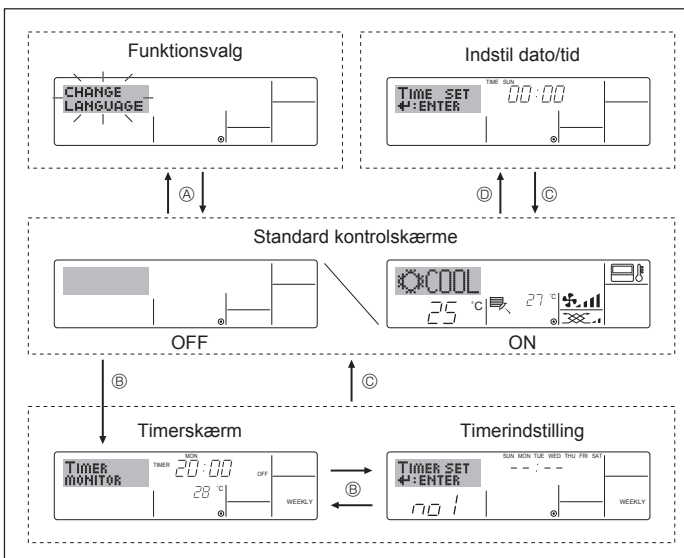 Funktionsvalg
CHANGE
LANGUAGE
Indstil dato/tid
TIME SUN
TIME SET 00:00
↵:ENTER
Ⓐ Ⓓ Ⓒ
Standard kontrolskærme
COOL
25 °C 27 °C
OFF ON
Ⓑ Ⓒ
Timerskærm
MON
TIMER TIMER 20:00 OFF
MONITOR
28 °C
WEEKLY
Ⓑ
Timerindstilling
SUN MON TUE WED THU FRI SAT
TIMER SET --:--
↵:ENTER
no 1 WEEKLY